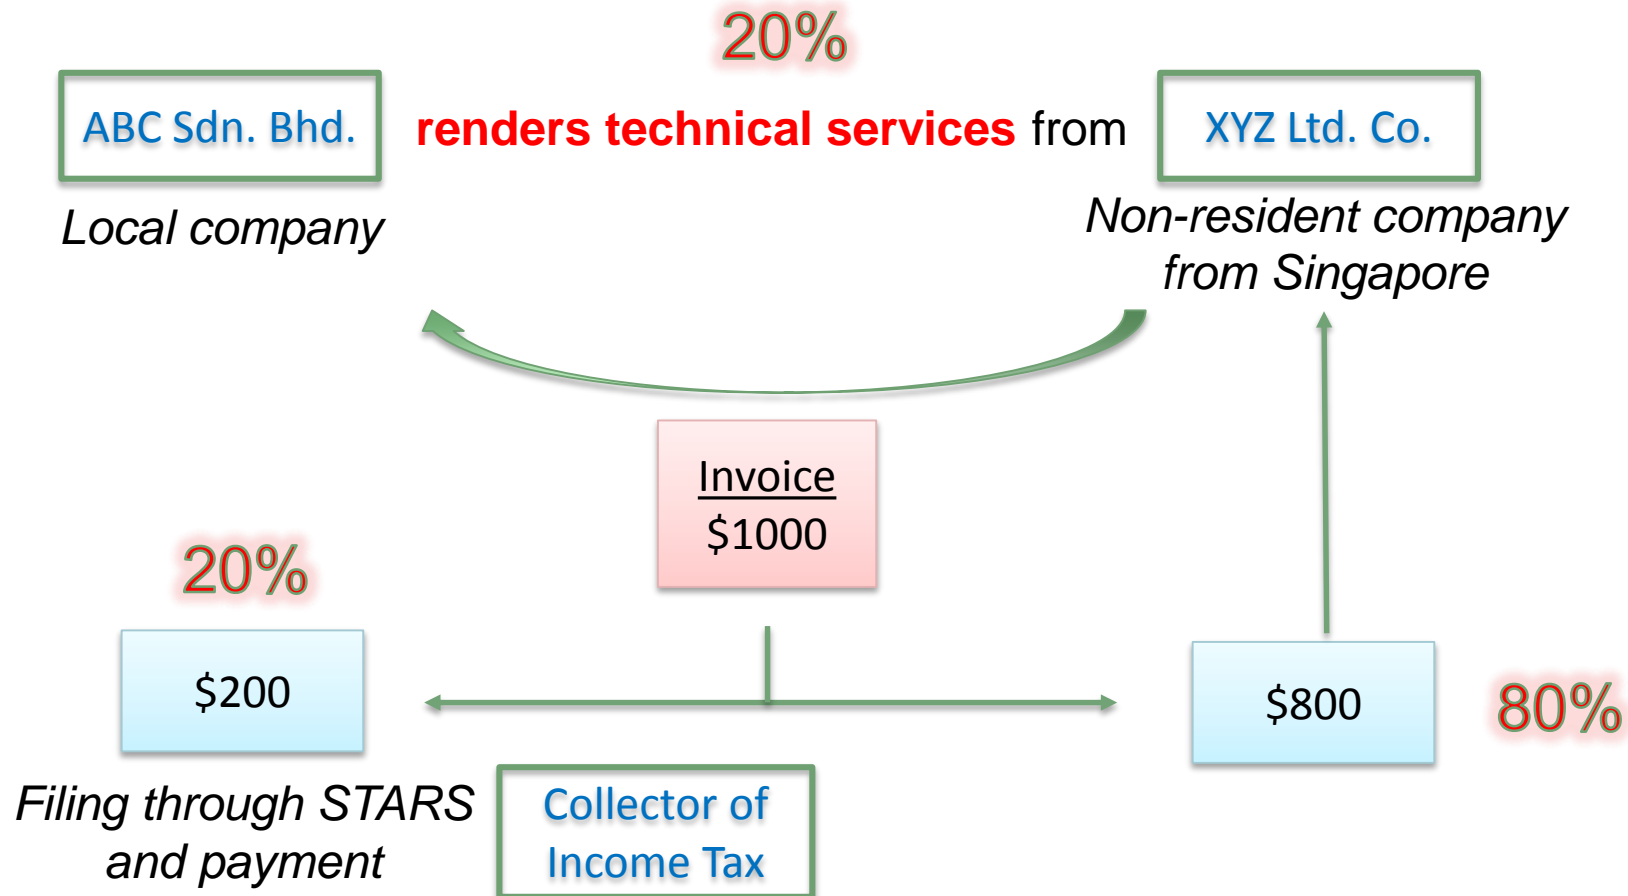 20%
ABC Sdn. Bhd. renders technical services from XYZ Ltd. Co.
Local company
Non-resident company
from Singapore
Invoice
$1000
20%
$200
$800
80%
Filing through STARS
and payment
Collector of
Income Tax